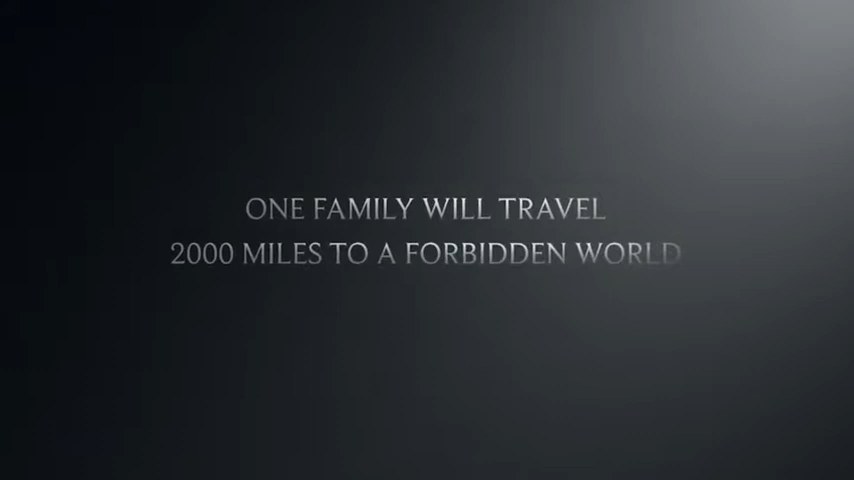 ONE FAMILY WILL TRAVEL
2000 MILES TO A FORBIDDEN WORLD